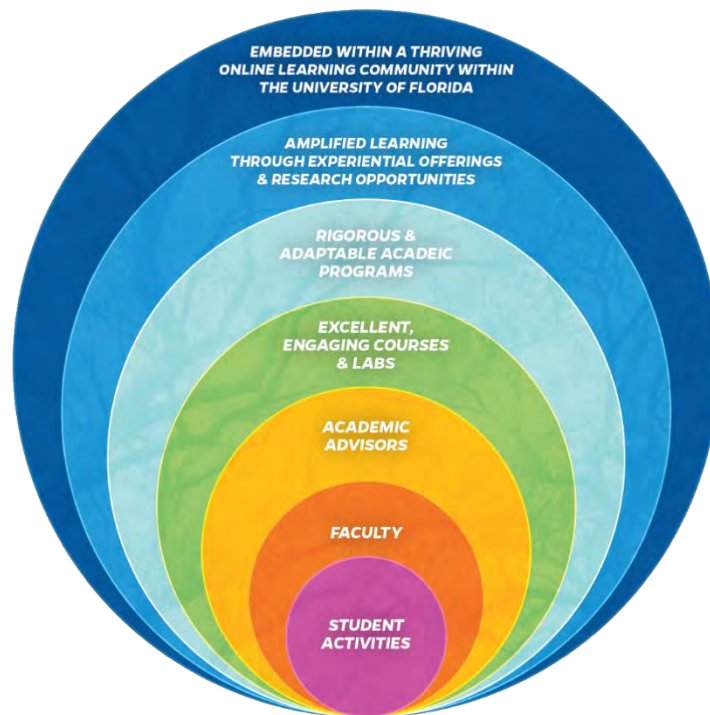 EMBEDDED WITHIN A THRIVING
ONLINE LEARNING COMMUNITY WITHIN
THE UNIVERSITY OF FLORIDA
AMPLIFIED LEARNING
THROUGH EXPERIENTIAL OFFERINGS
& RESEARCH OPPORTUNITIES
RIGOROUS &
ADAPTABLE ACADEIC
PROGRAMS
EXCELLENT,
ENGAGING COURSES
& LABS
ACADEMIC
ADVISORS
FACULTY
STUDENT
ACTIVITIES